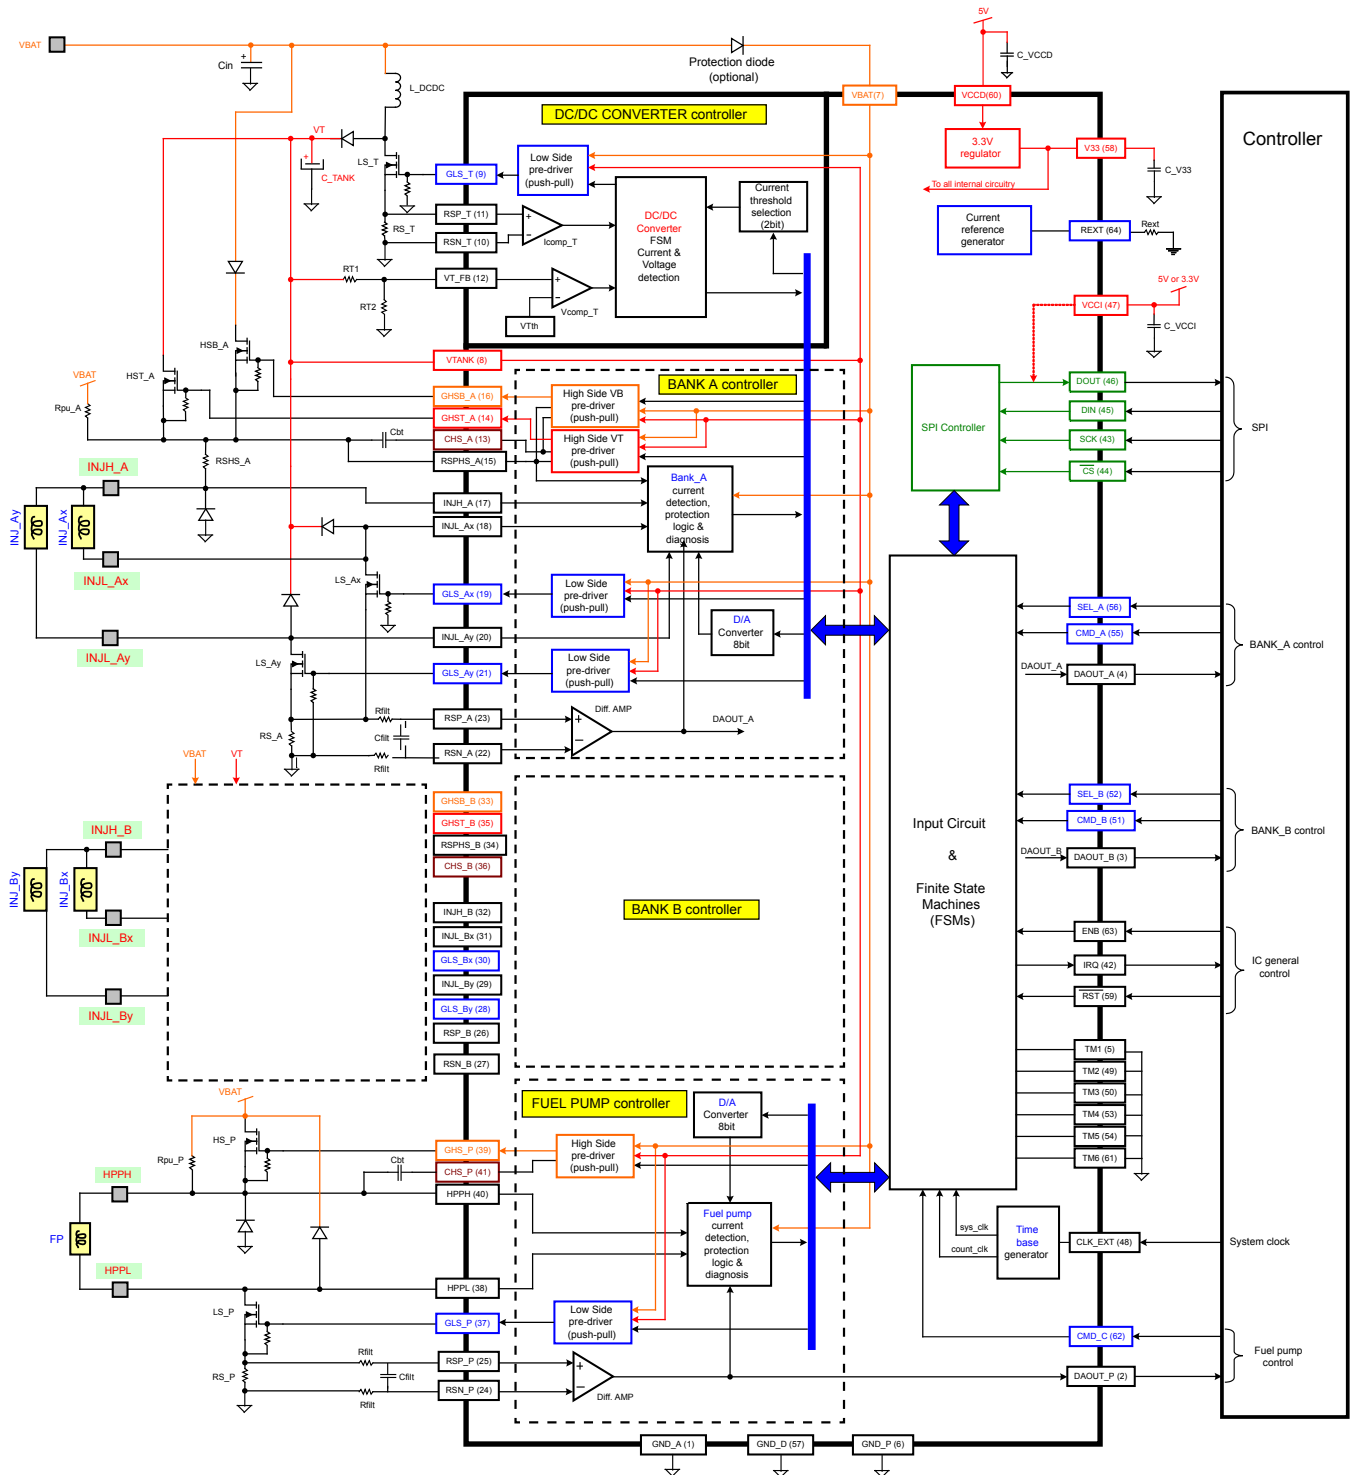 5V
VBAT
Cin
L_DCDC
Protection diode
(optional)
C_VCCD
VBAT(7)
VCCD(60)
DC/DC CONVERTER controller
Controller
VT
C_TANK
LS_T
GLS_T (9)
Low Side
pre-driver
(push-pull)
3.3V
regulator
V33 (58)
C_V33
To all internal circuitry
RSP_T (11)
RS_T
RSN_T (10)
Icomp_T
DC/DC
Converter
FSM
Current &
Voltage
detection
Current
threshold
selection
(2bit)
Current
reference
generator
REXT (64)
Rext
RT1
RT2
VT_FB (12)
VTth
Vcomp_T
5V or 3.3V
VCCI (47)
C_VCCI
HSB_A
HST_A
VBAT
Rpu_A
VTANK (8)
BANK A controller
GHSB_A (16)
High Side VB
pre-driver
(push-pull)
GHST_A (14)
Cbt
CHS_A (13)
High Side VT
pre-driver
(push-pull)
RSPHS_A(15)
RSHS_A
SPI Controller
DOUT (46)
DIN (45)
SCK (43)
CS (44)
SPI
INJH_A
INJ_Ay
INJ_Ax
INJH_A (17)
INJL_Ax (18)
Bank_A
current
detection,
protection
logic &
diagnosis
INJL_Ax
LS_Ax
GLS_Ax (19)
Low Side
pre-driver
(push-pull)
D/A
Converter
8bit
INJL_Ay
INJL_Ay (20)
LS_Ay
GLS_Ay (21)
Low Side
pre-driver
(push-pull)
SEL_A (56)
CMD_A (55)
DAOUT_A
DAOUT_A (4)
BANK_A control
Rfilt
RSP_A (23)
Diff. AMP
DAOUT_A
RS_A
Cfilt
Rfilt
RSN_A (22)
VBAT
VT
GHSB_B (33)
GHST_B (35)
RSPHS_B (34)
CHS_B (36)
INJH_B
INJ_By
INJ_Bx
INJL_Bx
INJL_By
INJH_B (32)
INJL_Bx (31)
GLS_Bx (30)
INJL_By (29)
GLS_By (28)
RSP_B (26)
RSN_B (27)
BANK B controller
Input Circuit
&
Finite State
Machines
(FSMs)
SEL_B (52)
CMD_B (51)
DAOUT_B
DAOUT_B (3)
BANK_B control
ENB (63)
IRQ (42)
RST (59)
IC general
control
TM1 (5)
TM2 (49)
TM3 (50)
TM4 (53)
TM5 (54)
TM6 (61)
VBAT
HS_P
Rpu_P
FUEL PUMP controller
D/A
Converter
8bit
GHS_P (39)
High Side
pre-driver
(push-pull)
Cbt
CHS_P (41)
HPPH
HPPH (40)
FP
HPPL
HPPL (38)
Fuel pump
current
detection,
protection
logic &
diagnosis
sys_clk
count_clk
Time
base
generator
CLK_EXT (48)
System clock
LS_P
GLS_P (37)
Low Side
pre-driver
(push-pull)
CMD_C (62)
Fuel pump
control
Rfilt
RSP_P (25)
RS_P
Cfilt
Rfilt
RSN_P (24)
Diff. AMP
DAOUT_P (2)
GND_A (1)
GND_D (57)
GND_P (6)